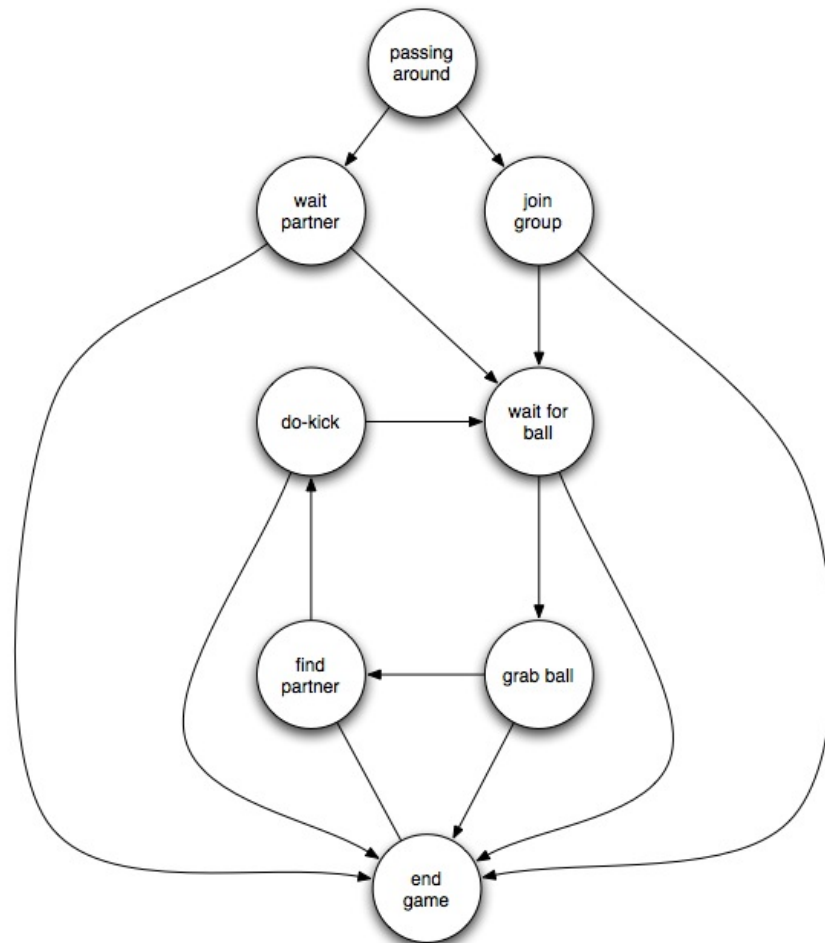 passing
around
wait
partner
join
group
do-kick
wait for
ball
find
partner
grab ball
end
game